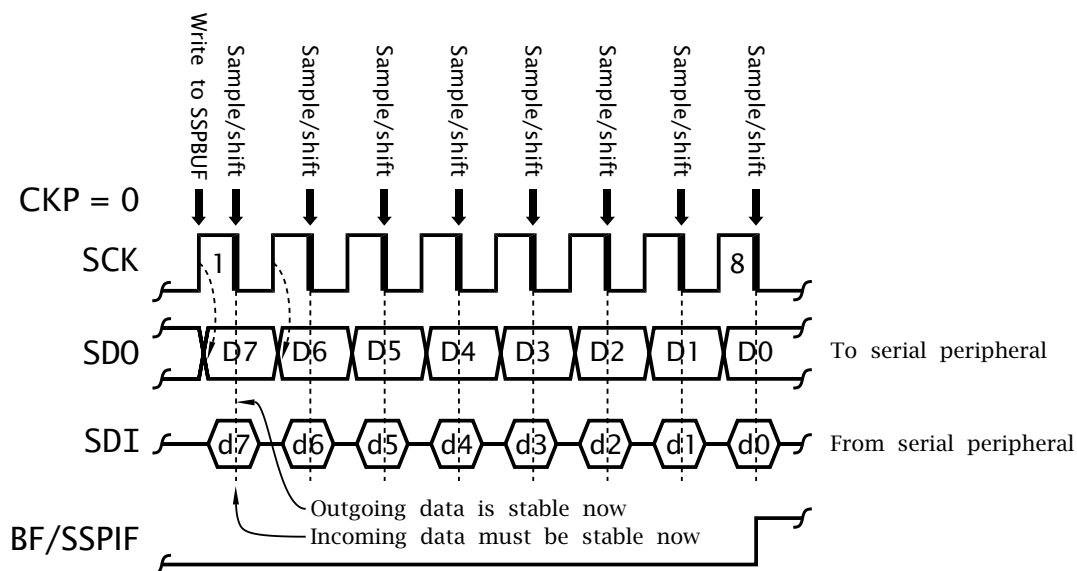 Write to SSPBUF
Sample/shift
Sample/shift
Sample/shift
Sample/shift
Sample/shift
Sample/shift
Sample/shift
Sample/shift
CKP = 0
SCK
1
8
SDO
D7
D6
D5
D4
D3
D2
D1
D0
To serial peripheral
SDI
d7
d6
d5
d4
d3
d2
d1
d0
From serial peripheral
Outgoing data is stable now
Incoming data must be stable now
BF/SSPIF